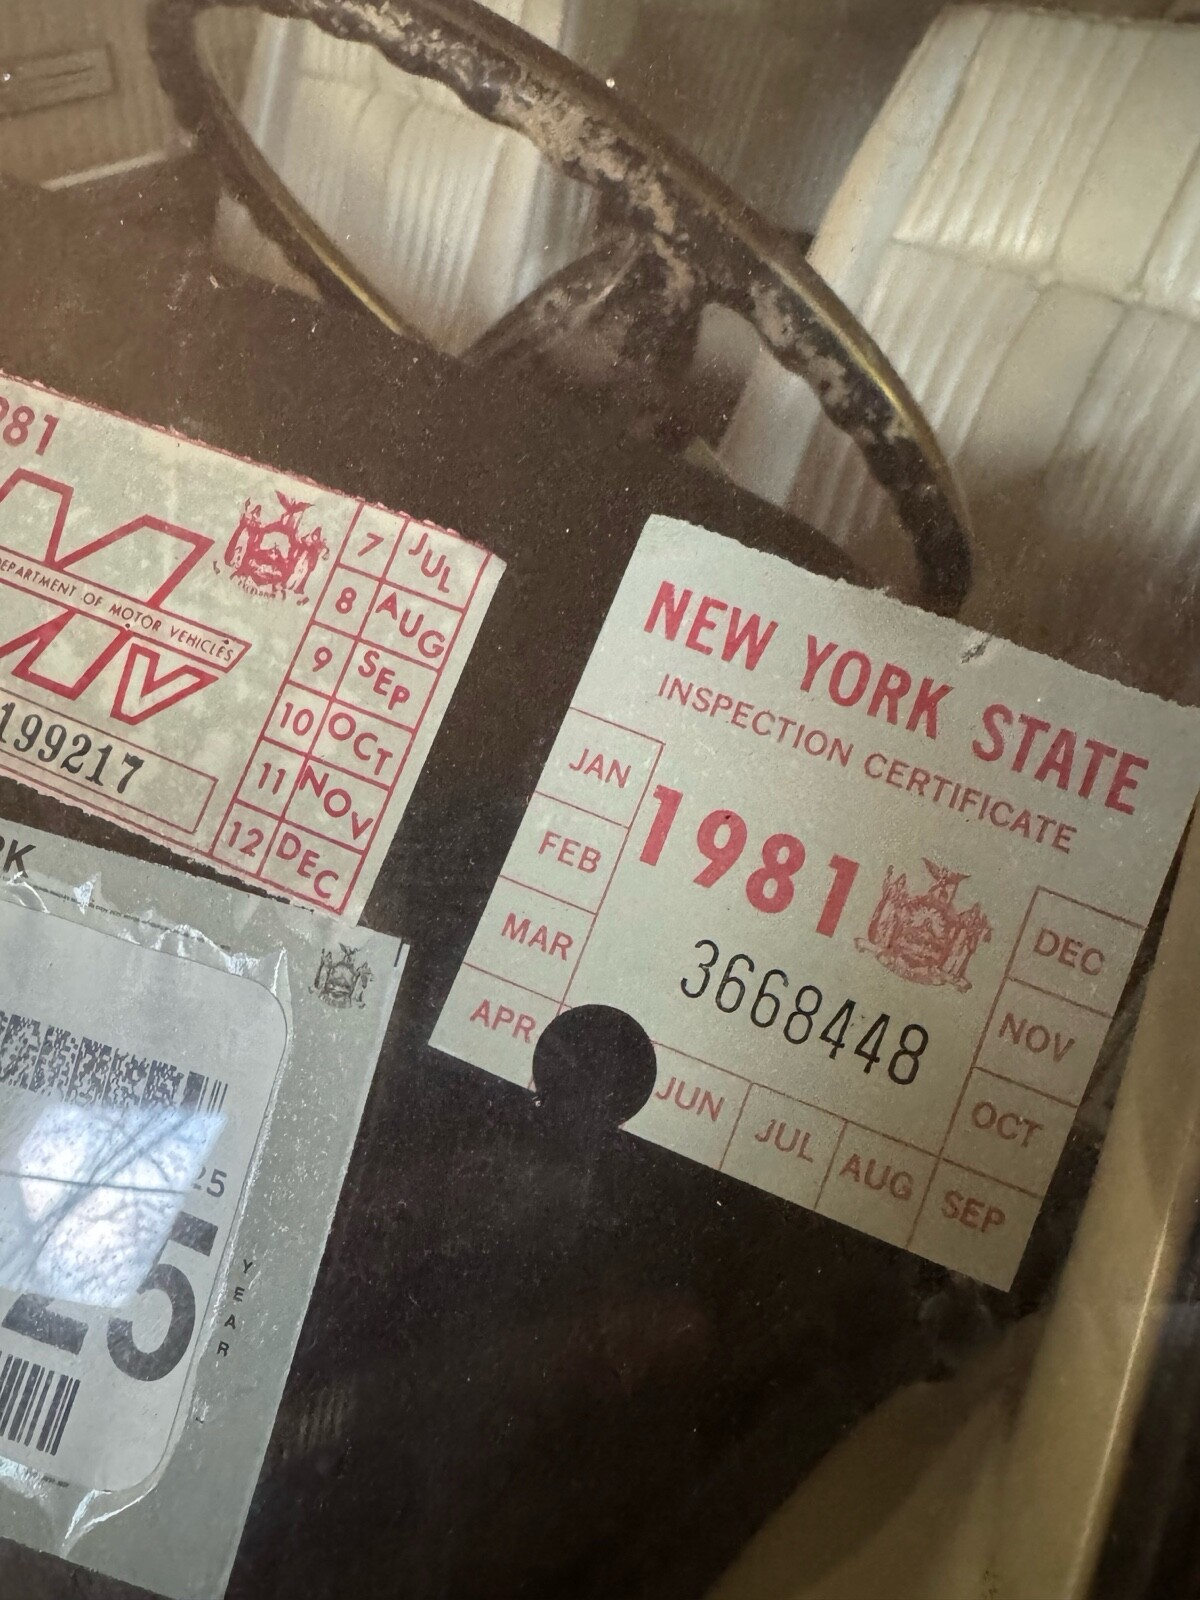 981
DEPARTMENT OF MOTOR VEHICLES
199217
7 JUL
8 AUG
9 SEP
10 OCT
11 NOV
12 DEC
NEW YORK STATE
INSPECTION CERTIFICATE
1981
3668448
JAN
FEB
MAR
APR
JUN
JUL
AUG
SEP
OCT
NOV
DEC
RK
25
25
YEAR